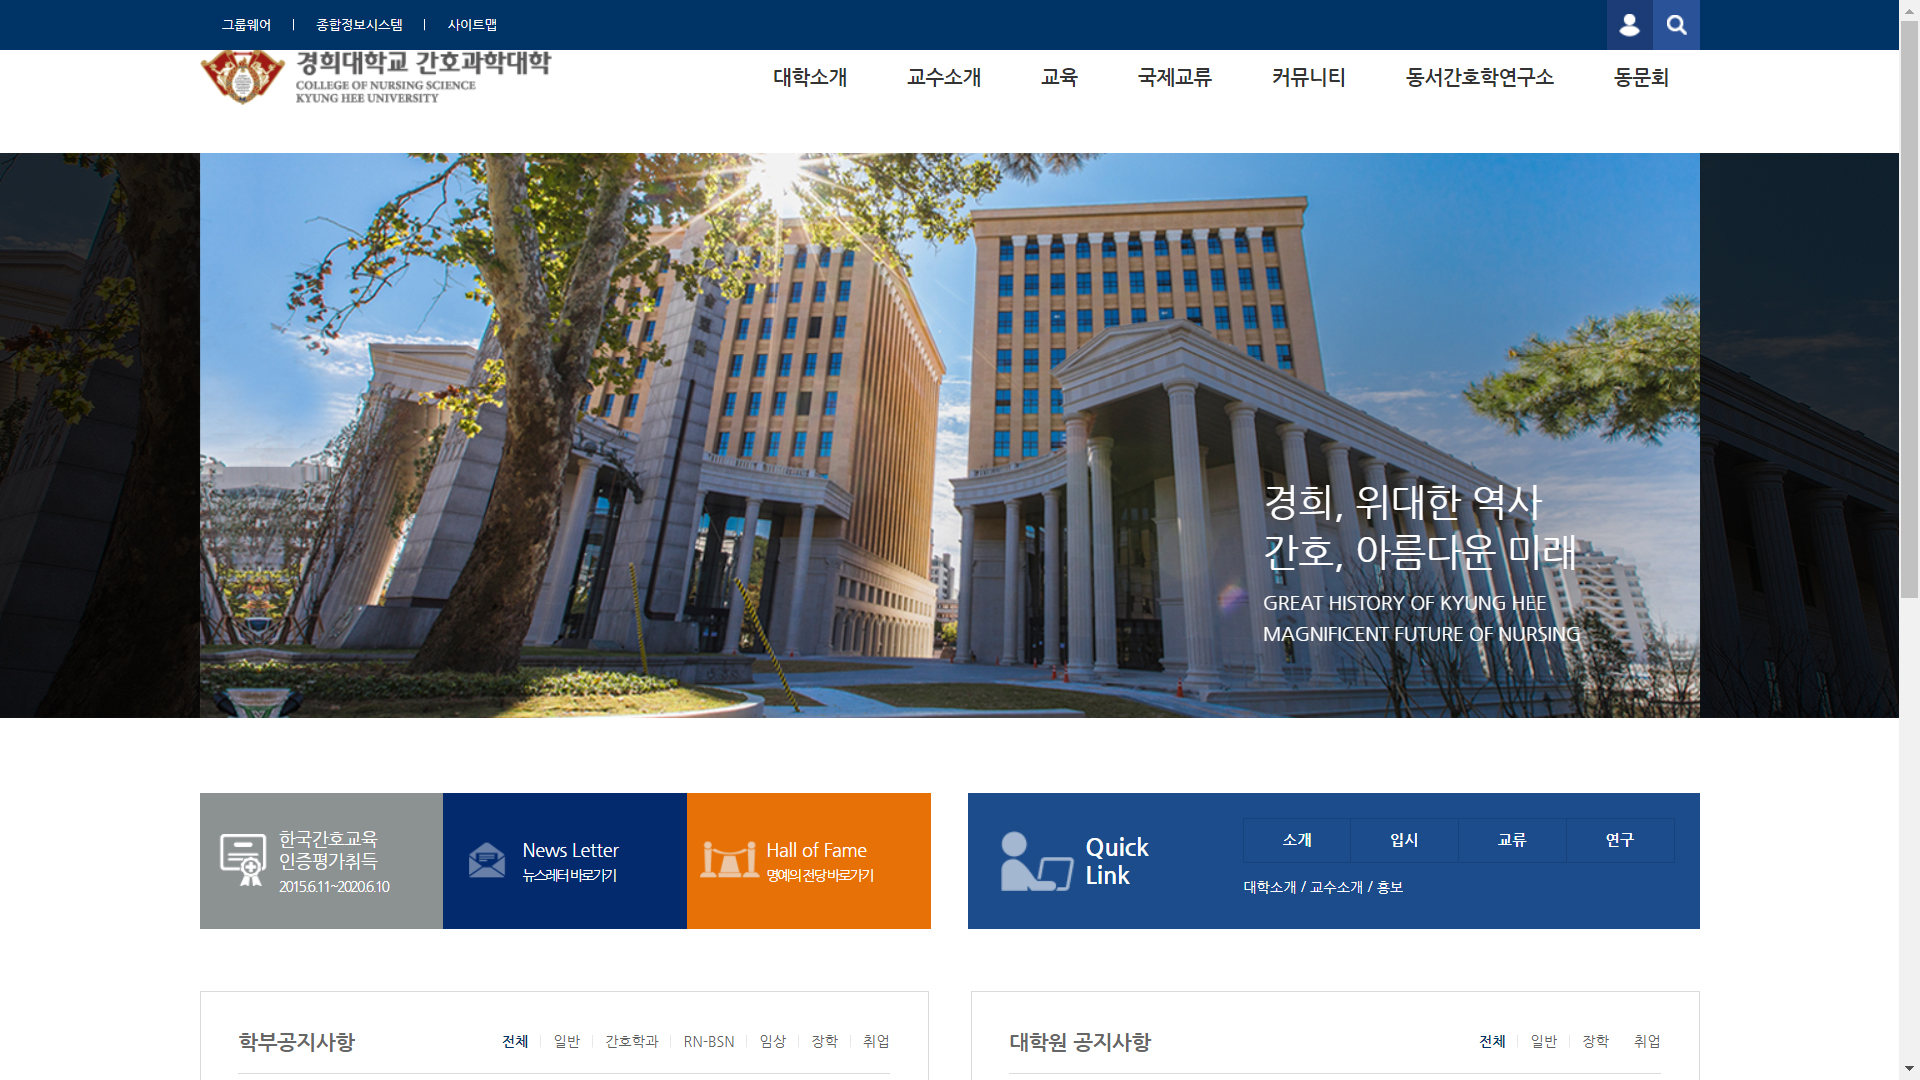 그룹웨어
종합정보시스템
사이트맵
경희대학교 간호과학대학
COLLEGE OF NURSING SCIENCE
KYUNG HEE UNIVERSITY
대학소개 교수소개 교육 국제교류 커뮤니티 동서간호학연구소 동문회
경희, 위대한 역사
간호, 아름다운 미래
GREAT HISTORY OF KYUNG HEE
MAGNIFICENT FUTURE OF NURSING
한국간호교육
인증평가취득
2015.6.11~2020.6.10
News Letter
뉴스레터 바로가기
Hall of Fame
명예의 전당 바로가기
Quick
Link
소개 입시 교류 연구
대학소개 / 교수소개 / 홍보
학부공지사항
전체 일반 간호학과 RN-BSN 임상 장학 취업
대학원 공지사항
전체 일반 장학 취업